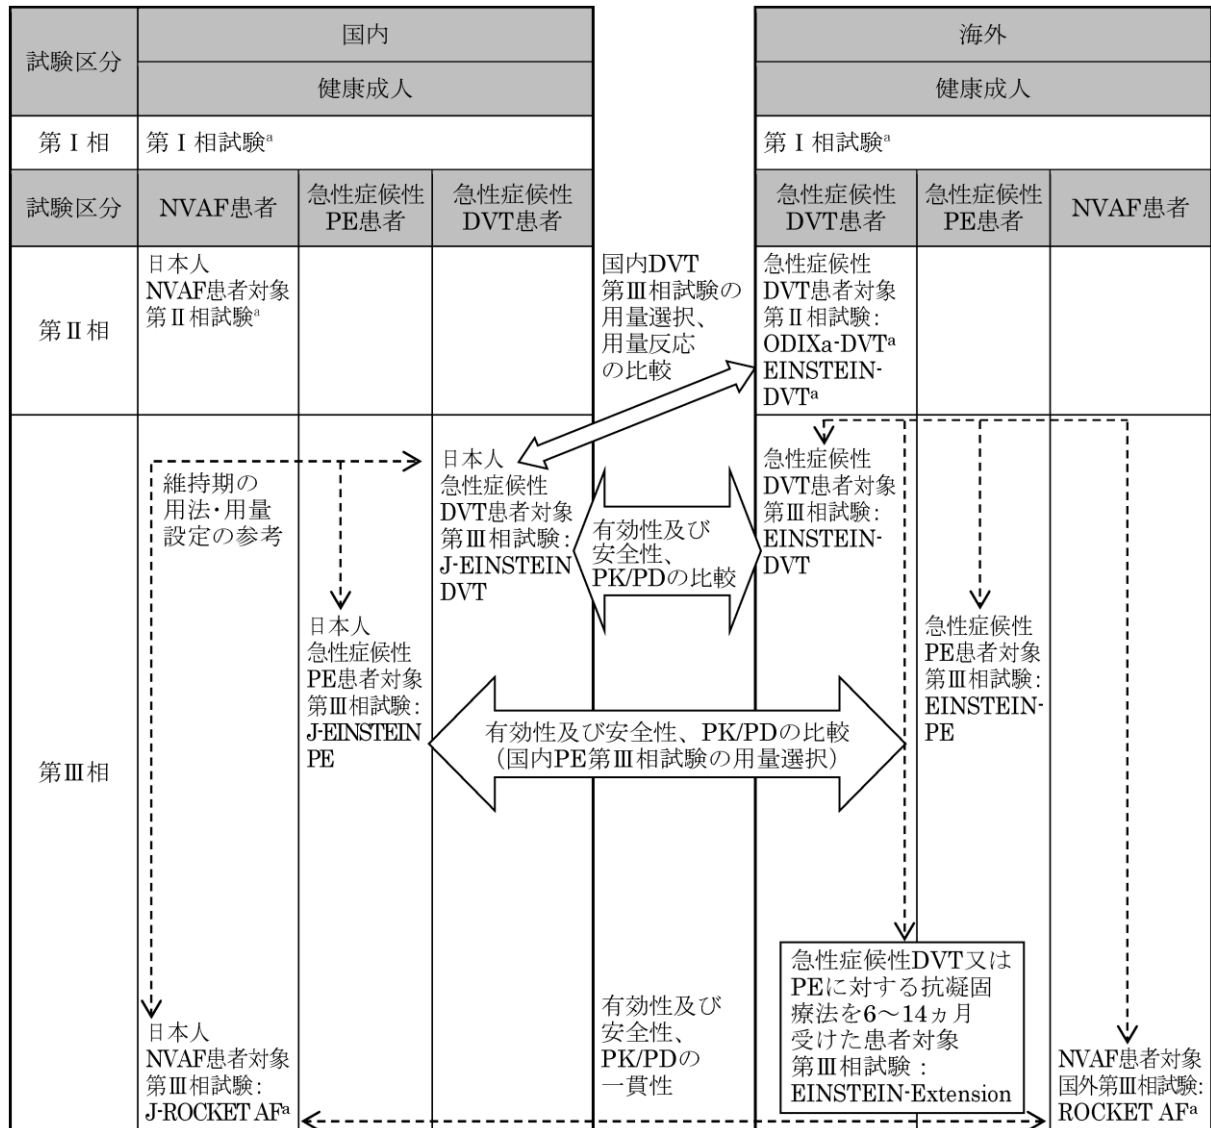 試験区分
国内
海外
健康成人
健康成人
第Ⅰ相
第Ⅰ相試験a
第Ⅰ相試験a
試験区分
NVAF患者
急性症候性
PE患者
急性症候性
DVT患者
急性症候性
DVT患者
急性症候性
PE患者
NVAF患者
第Ⅱ相
日本人
NVAF患者対象
第Ⅱ相試験a
国内DVT
第Ⅲ相試験の
用量選択、
用量反応
の比較
急性症候性
DVT患者対象
第Ⅱ相試験:
ODIXa-DVTa
EINSTEIN-
DVTa
第Ⅲ相
維持期の
用法・用量
設定の参考
日本人
急性症候性
DVT患者対象
第Ⅲ相試験:
J-EINSTEIN
DVT
有効性及び
安全性、
PK/PDの比較
急性症候性
DVT患者対象
第Ⅲ相試験:
EINSTEIN-
DVT
日本人
急性症候性
PE患者対象
第Ⅲ相試験:
J-EINSTEIN
PE
有効性及び安全性、PK/PDの比較
(国内PE第Ⅲ相試験の用量選択)
急性症候性
PE患者対象
第Ⅲ相試験:
EINSTEIN-
PE
日本人
NVAF患者対象
第Ⅲ相試験:
J-ROCKET AFa
有効性及び
安全性、
PK/PDの
一貫性
急性症候性DVT又は
PEに対する抗凝固
療法を6~14ヵ月
受けた患者対象
第Ⅲ相試験:
EINSTEIN-Extension
NVAF患者対象
国外第Ⅲ相試験:
ROCKET AFa